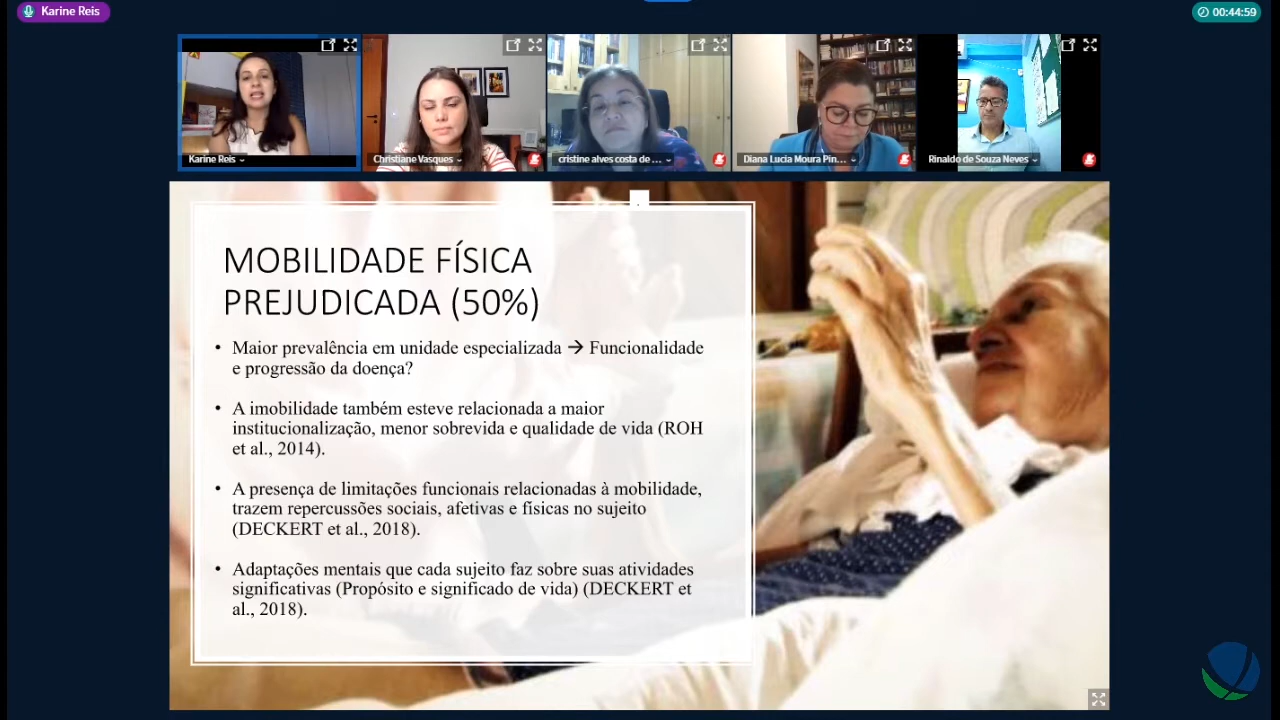 Karine Reis
00:44:59
Karine Reis
Christiane Vasques
cristine alves costa de ...
Diana Lucia Moura Pin...
Rinaldo de Souza Neves
MOBILIDADE FÍSICA
PREJUDICADA (50%)
• Maior prevalência em unidade especializada → Funcionalidade
e progressão da doença?
• A imobilidade também esteve relacionada a maior
institucionalização, menor sobrevida e qualidade de vida (ROH
et al., 2014).
• A presença de limitações funcionais relacionadas à mobilidade,
trazem repercussões sociais, afetivas e físicas no sujeito
(DECKERT et al., 2018).
• Adaptações mentais que cada sujeito faz sobre suas atividades
significativas (Propósito e significado de vida) (DECKERT et
al., 2018).